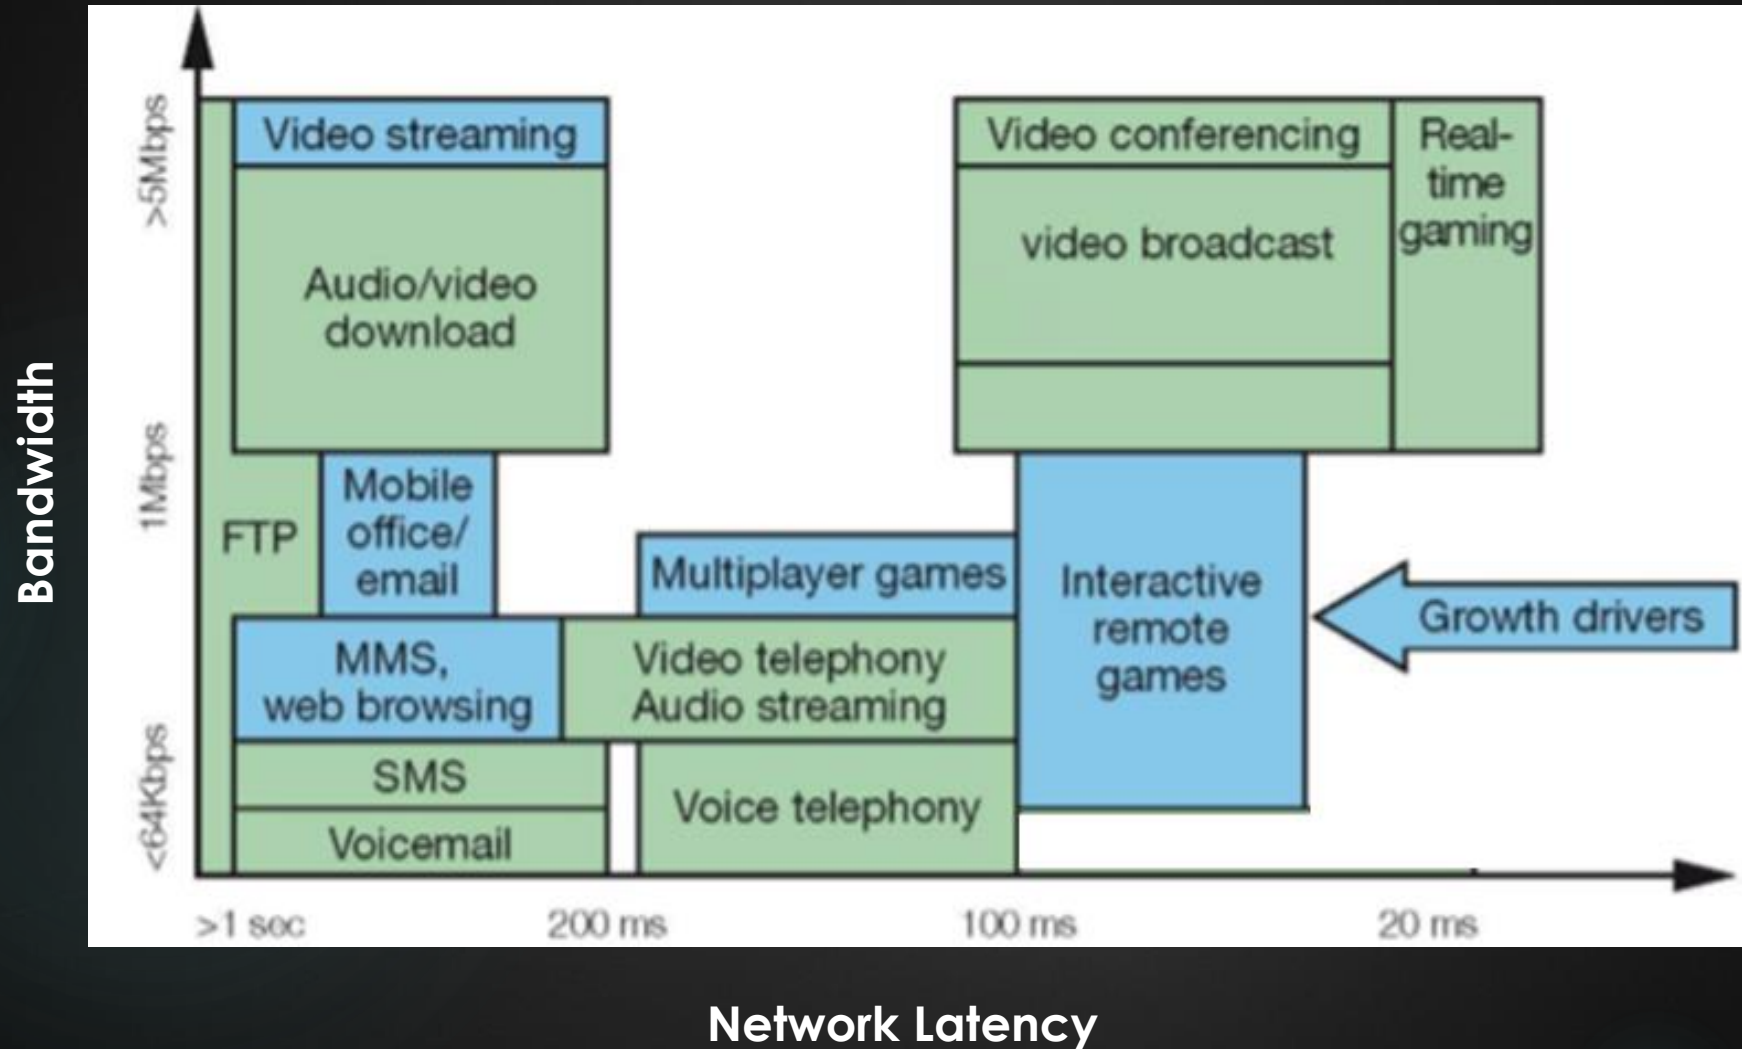 >5Mbps
1Mbps
<64Kbps
Bandwidth
Video streaming
Audio/video
download
FTP
Mobile
office/
email
MMS,
web browsing
SMS
Voicemail
Multiplayer games
Video telephony
Audio streaming
Voice telephony
Video conferencing
video broadcast
Real-
time
gaming
Interactive
remote
games
Growth drivers
>1 sec
200 ms
100 ms
20 ms
Network Latency